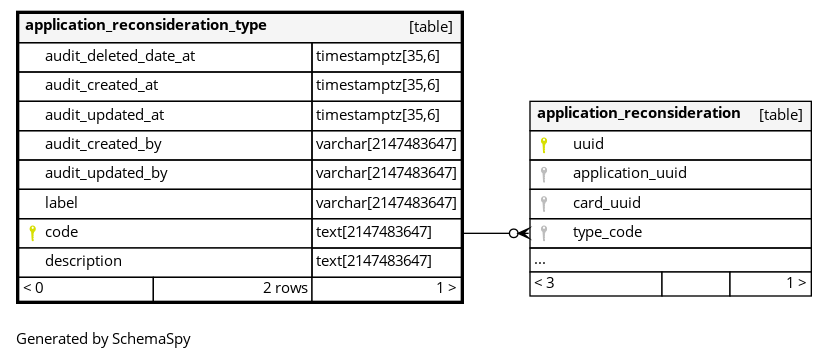 application_reconsideration_type [table]
audit_deleted_date_at timestamptz[35,6]
audit_created_at timestamptz[35,6]
audit_updated_at timestamptz[35,6]
audit_created_by varchar[2147483647]
audit_updated_by varchar[2147483647]
label varchar[2147483647]
code text[2147483647]
description text[2147483647]
< 0 2 rows 1 >
application_reconsideration [table]
uuid
application_uuid
card_uuid
type_code
...
< 3 1 >
Generated by SchemaSpy